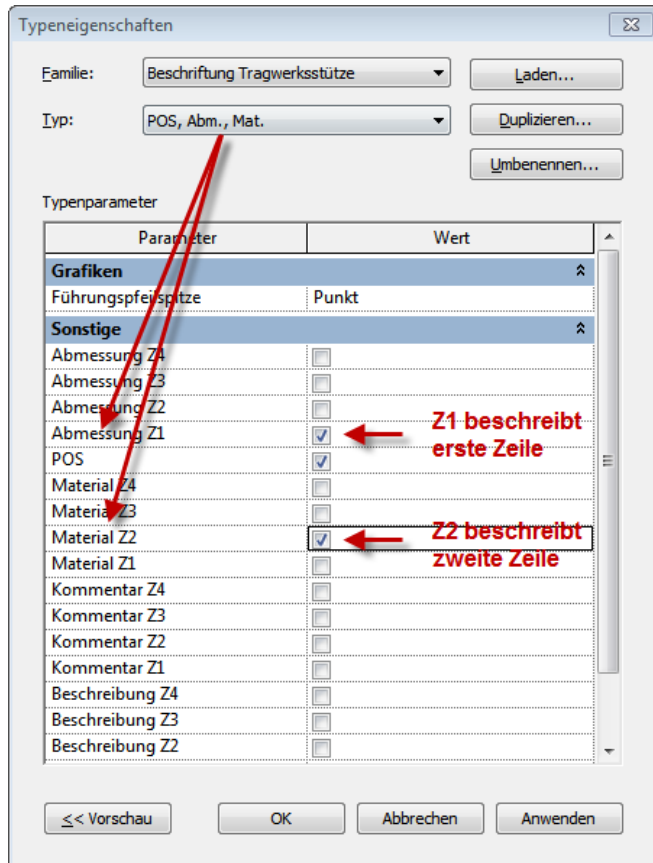 Typeneigenschaften
Familie: Beschriftung Tragwerksstütze Laden...
Typ: POS, Abm., Mat. Duplizieren...
Umbenennen...
Typenparameter
Parameter Wert
Grafiken
Führungspfeilspitze Punkt
Sonstige
Abmessung Z4
Abmessung Z3
Abmessung Z2
Abmessung Z1
Z1 beschreibt
erste Zeile
POS
Material Z4
Material Z3
Material Z2
Z2 beschreibt
zweite Zeile
Material Z1
Kommentar Z4
Kommentar Z3
Kommentar Z2
Kommentar Z1
Beschreibung Z4
Beschreibung Z3
Beschreibung Z2
<< Vorschau OK Abbrechen Anwenden